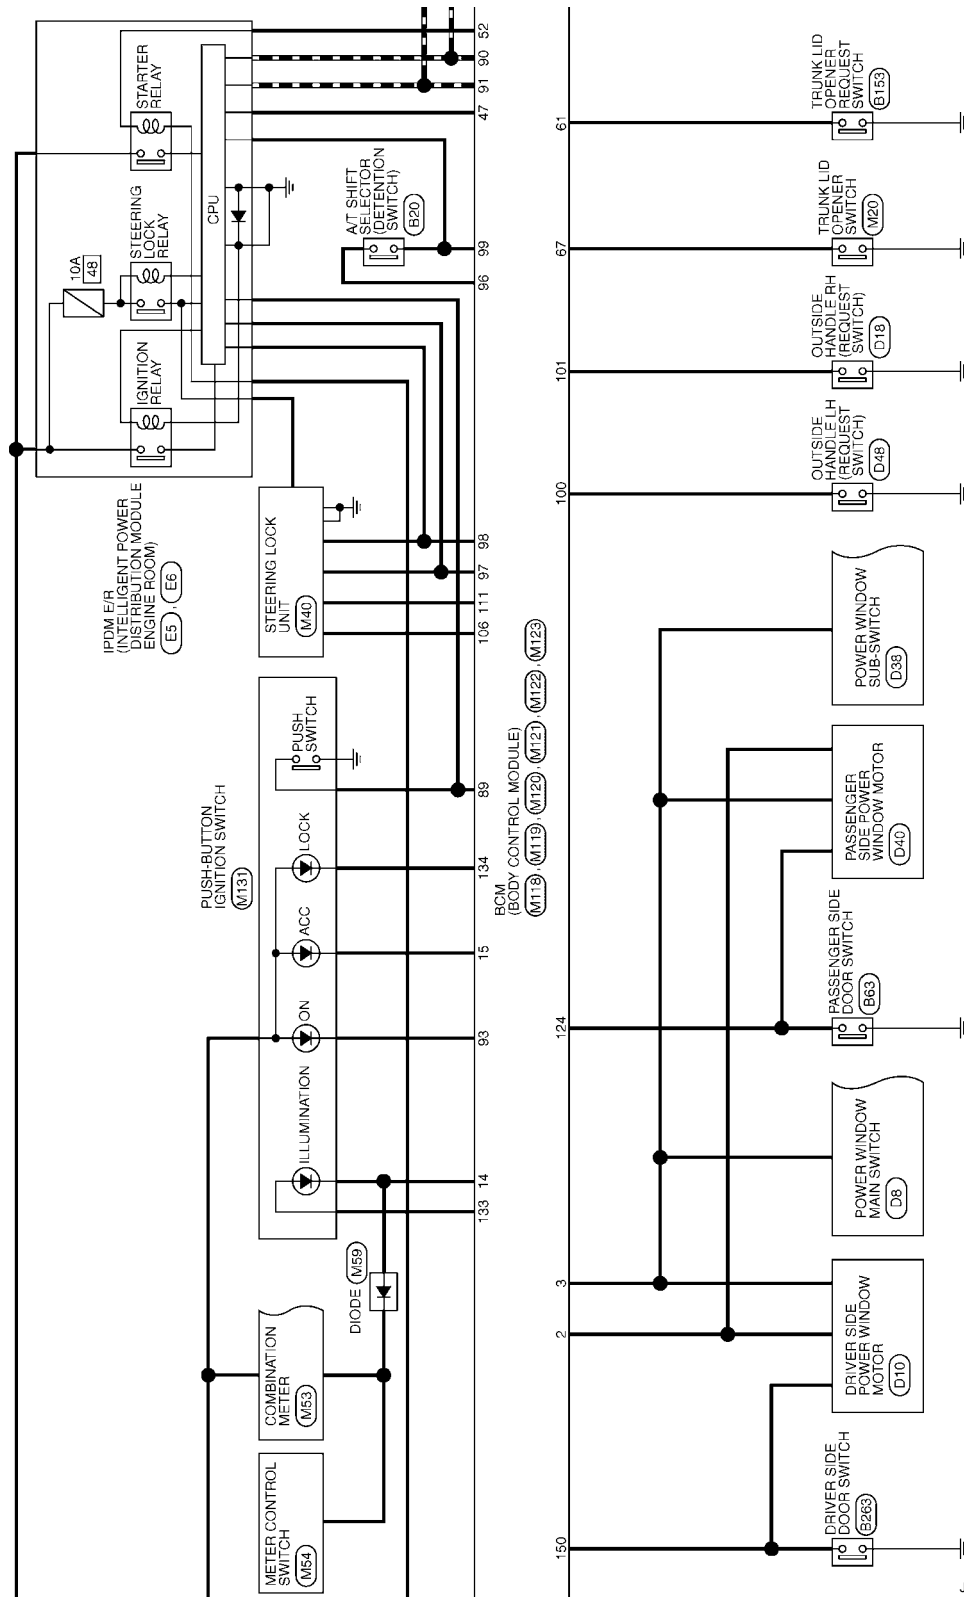 STARTER
RELAY
STEERING
LOCK
RELAY
10A
48
IGNITION
RELAY
CPU
IPDM E/R
(INTELLIGENT POWER
DISTRIBUTION MODULE
ENGINE ROOM)
E5 , E6
A/T SHIFT
SELECTOR
(DETENTION
SWITCH)
B20
STEERING LOCK
UNIT
M40
PUSH-BUTTON
IGNITION SWITCH
M131
PUSH
SWITCH
LOCK
ACC
ON
ILLUMINATION
DIODE M59
COMBINATION
METER
M53
METER CONTROL
SWITCH
M54
52
90
91
47
99
96
98
97
111
106
89
134
15
93
14
133
BCM
(BODY CONTROL MODULE)
M118 , M119 , M120 , M121 , M122 , M123
61
67
101
100
124
3
2
150
TRUNK LID
OPENER
REQUEST
SWITCH
B153
TRUNK LID
OPENER
SWITCH
M20
OUTSIDE
HANDLE RH
(REQUEST
SWITCH)
D18
OUTSIDE
HANDLE LH
(REQUEST
SWITCH)
D48
POWER WINDOW
SUB-SWITCH
D38
PASSENGER
SIDE POWER
WINDOW MOTOR
D40
PASSENGER SIDE
DOOR SWITCH
B63
POWER WINDOW
MAIN SWITCH
D8
DRIVER SIDE
POWER WINDOW
MOTOR
D10
DRIVER SIDE
DOOR SWITCH
B263